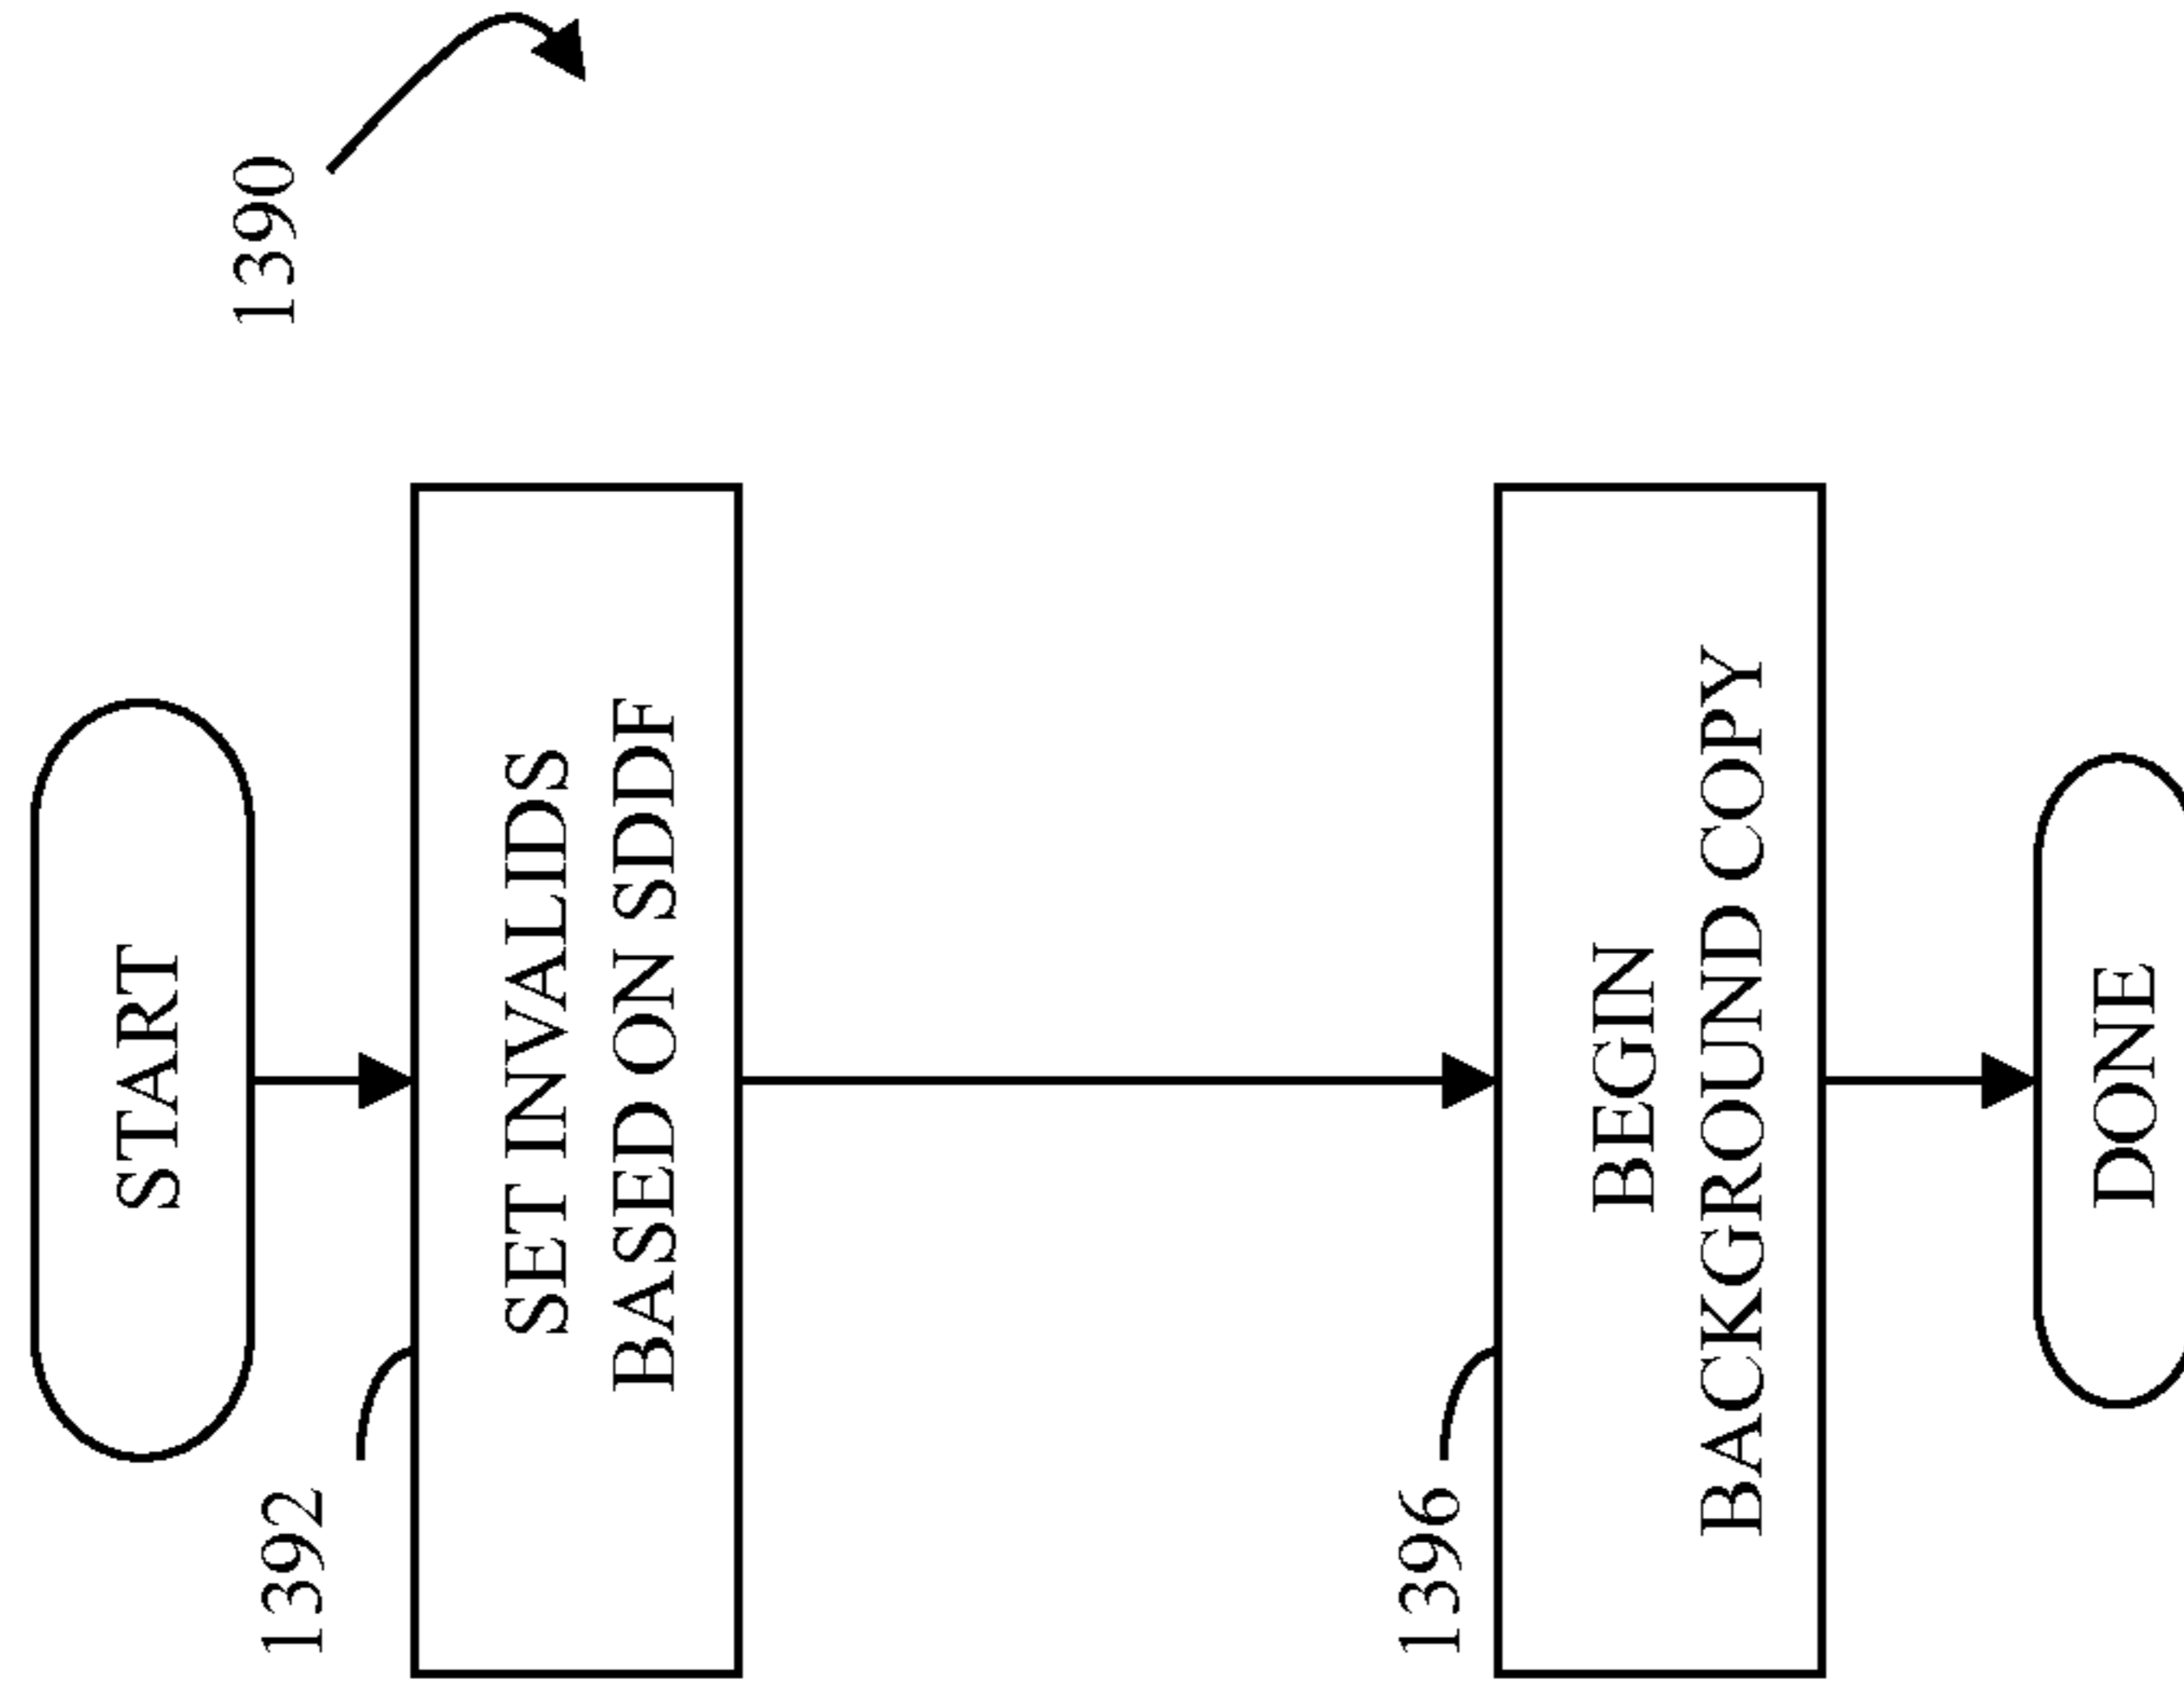 1390
START
1392
SET INVALIDS
BASED ON SDDF
1396
BEGIN
BACKGROUND COPY
DONE